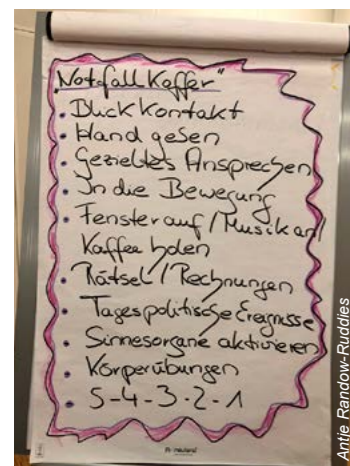 „Notfall Koffer"
• Blick Kontakt
• Hand geben
• Gezieltes Ansprechen
• In die Bewegung
• Fenster auf / Musik an /
Kaffee holen
• Rätsel / Rechnungen
• Tagespolitische Ereignisse
• Sinnesorgane aktivieren
• Körperübungen
• 5-4-3-2-1
neuland
Antje Randow-Ruddies